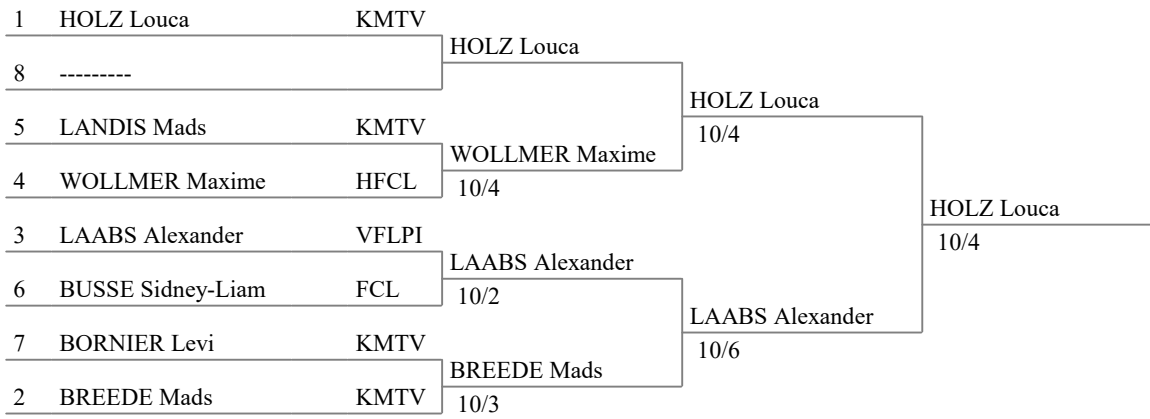 1 HOLZ Louca KMTV
HOLZ Louca
8 ---------
HOLZ Louca
5 LANDIS Mads KMTV
10/4
WOLLMER Maxime
4 WOLLMER Maxime HFCL
10/4
HOLZ Louca
3 LAABS Alexander VFLPI
10/4
LAABS Alexander
6 BUSSE Sidney-Liam FCL
10/2
LAABS Alexander
7 BORNIER Levi KMTV
10/6
BREEDE Mads
2 BREEDE Mads KMTV
10/3